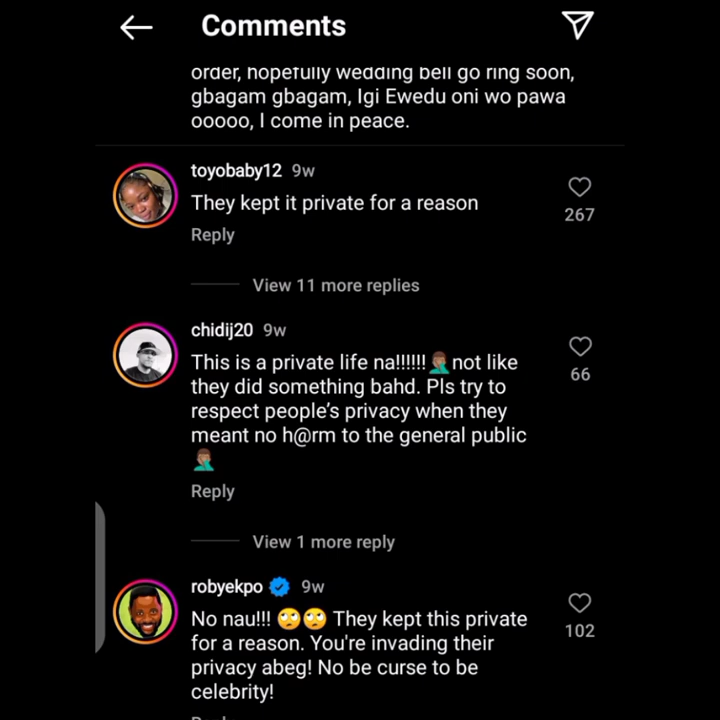 Comments
order, hopefully wedding bell go ring soon,
gbagam gbagam, Igi Ewedu oni wo pawa
ooooo, I come in peace.
toyobaby12 9w
They kept it private for a reason
267
Reply
View 11 more replies
chidij20 9w
This is a private life na!!!!!!🤦🏽‍♂️not like
they did something bahd. Pls try to
respect people's privacy when they
meant no h@rm to the general public
🤦🏽‍♂️
66
Reply
View 1 more reply
robyekpo 9w
No nau!!! 🙄🙄 They kept this private
for a reason. You're invading their
privacy abeg! No be curse to be
celebrity!
102